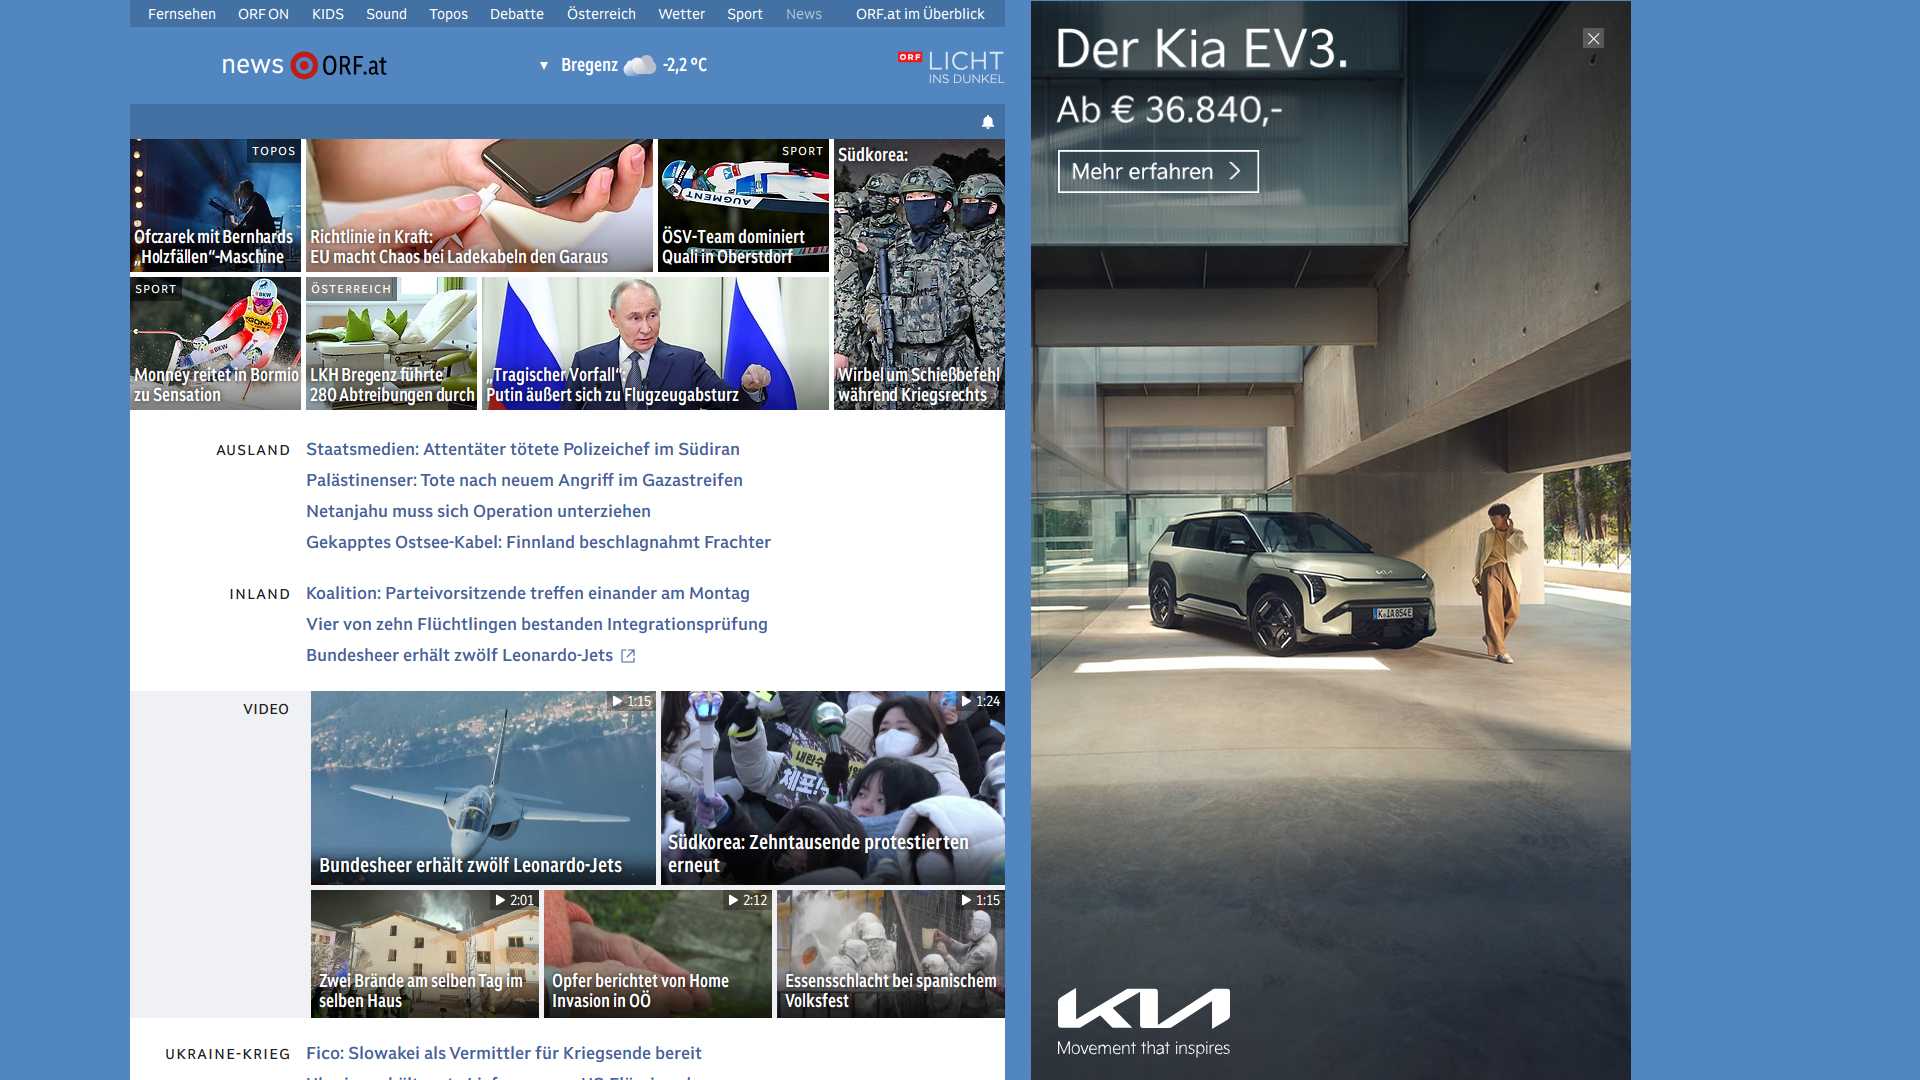 Fernsehen ORF ON KIDS Sound Topos Debatte Österreich Wetter Sport News ORF.at im Überblick
news ORF.at
Bregenz -2,2 °C
ORF LICHT
INS DUNKEL
TOPOS
Ofczarek mit Bernhards
„Holzfällen“-Maschine
Richtlinie in Kraft:
EU macht Chaos bei Ladekabeln den Garaus
SPORT
AUGMENT
ÖSV-Team dominiert
Quali in Oberstdorf
Südkorea:
Wirbel um Schießbefehl
während Kriegsrechts
SPORT
Monney reitet in Bormio
zu Sensation
ÖSTERREICH
LKH Bregenz führte
280 Abtreibungen durch
„Tragischer Vorfall“:
Putin äußert sich zu Flugzeugabsturz
AUSLAND
Staatsmedien: Attentäter tötete Polizeichef im Südiran
Palästinenser: Tote nach neuem Angriff im Gazastreifen
Netanjahu muss sich Operation unterziehen
Gekapptes Ostsee-Kabel: Finnland beschlagnahmt Frachter
INLAND
Koalition: Parteivorsitzende treffen einander am Montag
Vier von zehn Flüchtlingen bestanden Integrationsprüfung
Bundesheer erhält zwölf Leonardo-Jets
VIDEO
1:15
Bundesheer erhält zwölf Leonardo-Jets
1:24
체포!
Südkorea: Zehntausende protestierten
erneut
2:01
Zwei Brände am selben Tag im
selben Haus
2:12
Opfer berichtet von Home
Invasion in OÖ
1:15
Essensschlacht bei spanischem
Volksfest
UKRAINE-KRIEG
Fico: Slowakei als Vermittler für Kriegsende bereit
Der Kia EV3.
Ab € 36.840,-
Mehr erfahren
K·JA 854E
KIA
Movement that inspires